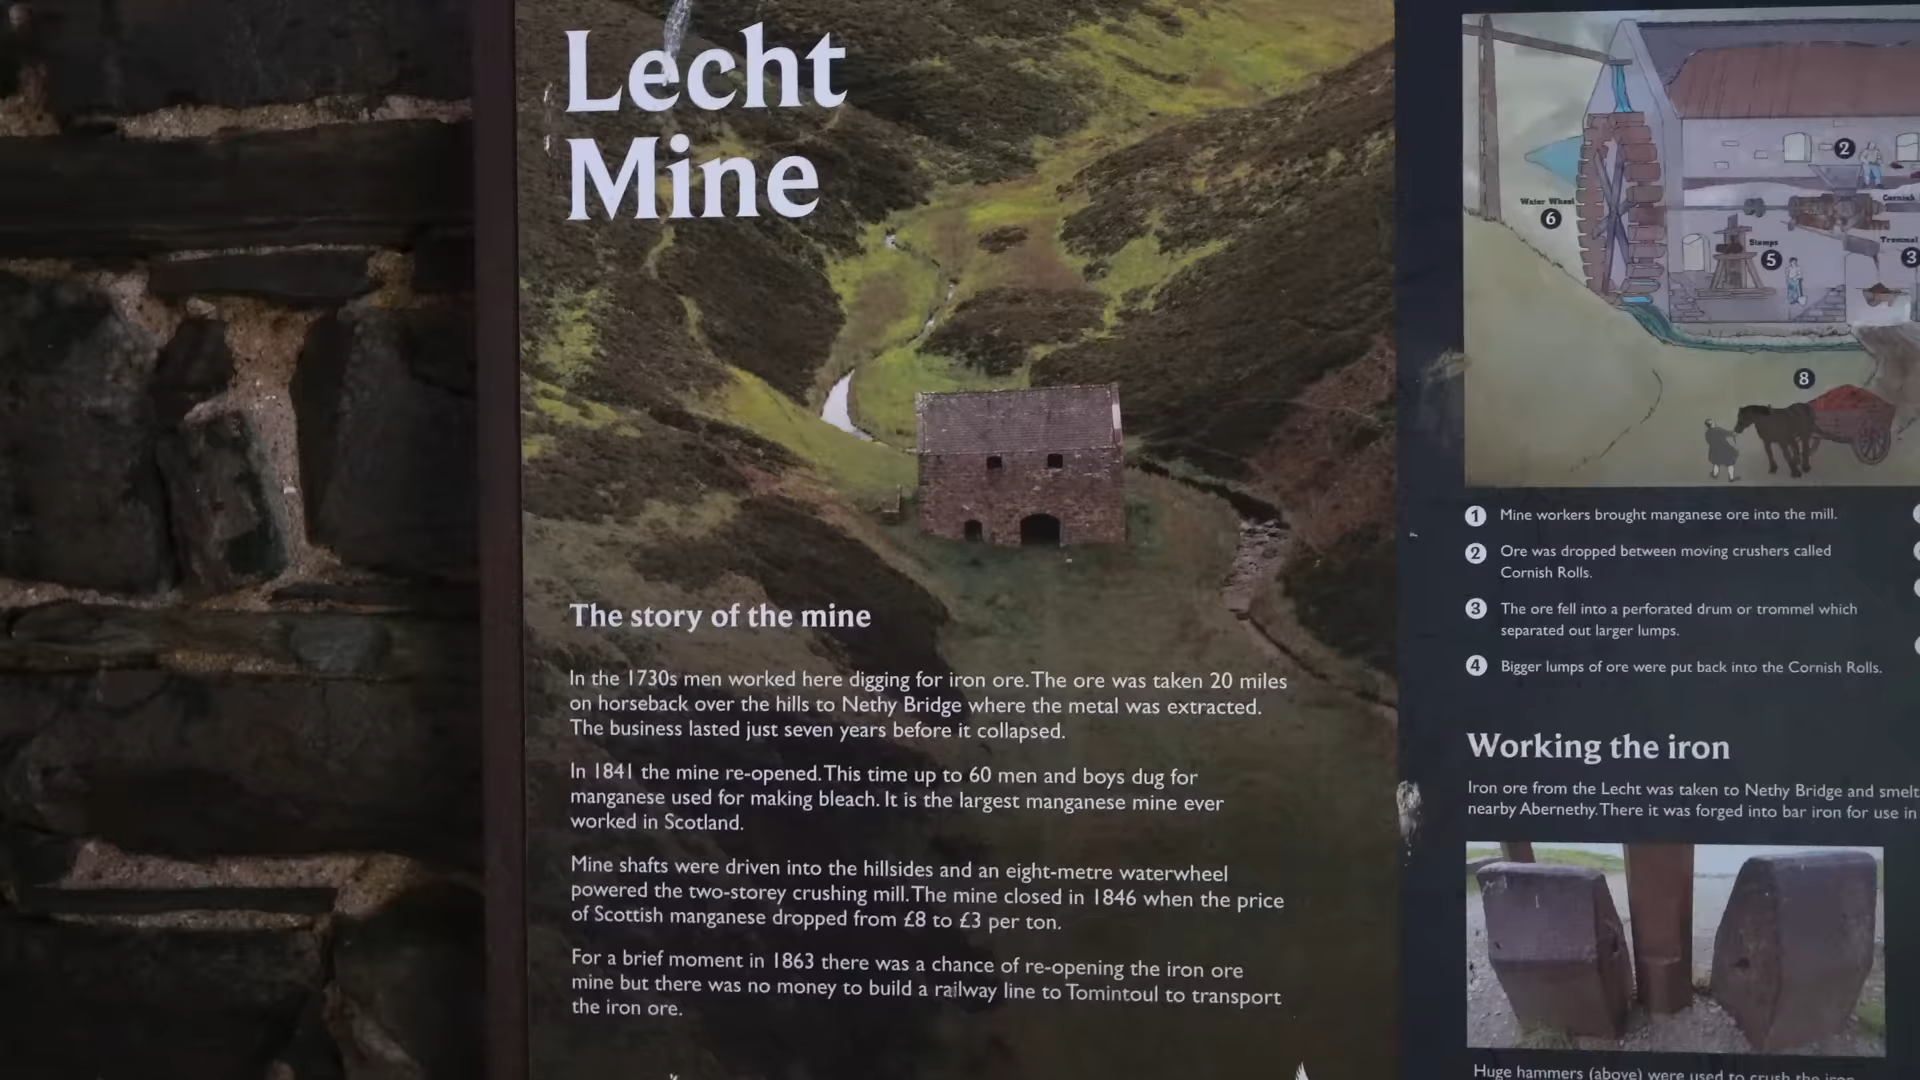 Lecht
Mine
The story of the mine
In the 1730s men worked here digging for iron ore. The ore was taken 20 miles
on horseback over the hills to Nethy Bridge where the metal was extracted.
The business lasted just seven years before it collapsed.
In 1841 the mine re-opened. This time up to 60 men and boys dug for
manganese used for making bleach. It is the largest manganese mine ever
worked in Scotland.
Mine shafts were driven into the hillsides and an eight-metre waterwheel
powered the two-storey crushing mill. The mine closed in 1846 when the price
of Scottish manganese dropped from £8 to £3 per ton.
For a brief moment in 1863 there was a chance of re-opening the iron ore
mine but there was no money to build a railway line to Tomintoul to transport
the iron ore.
2
Water Wheel
6
Cornish
Stamps
5
Trommel
3
8
1 Mine workers brought manganese ore into the mill.
2 Ore was dropped between moving crushers called
Cornish Rolls.
3 The ore fell into a perforated drum or trommel which
separated out larger lumps.
4 Bigger lumps of ore were put back into the Cornish Rolls.
Working the iron
Iron ore from the Lecht was taken to Nethy Bridge and smelt
nearby Abernethy. There it was forged into bar iron for use in
Huge hammers (above) were used to crush the iron